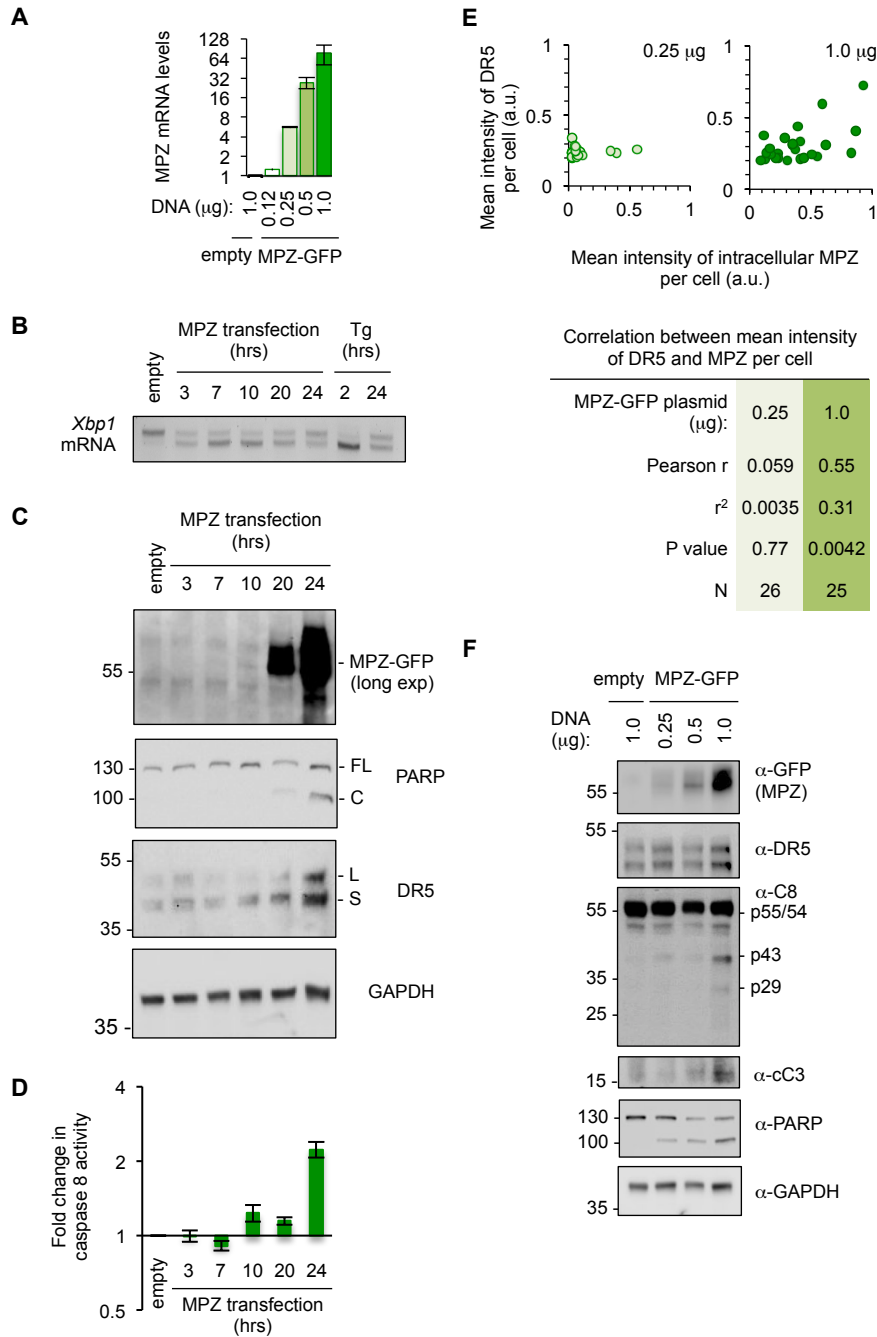 A
MPZ mRNA levels
128
64
32
16
8
4
2
1
DNA (µg):
1.0
0.12
0.25
0.5
1.0
empty
MPZ-GFP
B
MPZ transfection
(hrs)
Tg
(hrs)
empty
3 7 10 20 24 2 24
Xbp1
mRNA
C
MPZ transfection
(hrs)
empty
3 7 10 20 24
55
MPZ-GFP
(long exp)
130
100
FL
C
PARP
55
35
L
S
DR5
GAPDH
35
D
Fold change in
caspase 8 activity
4
2
1
0.5
empty
3 7 10 20 24
MPZ transfection
(hrs)
E
Mean intensity of DR5
per cell (a.u.)
1
0.5
0
0 0.5 1
0.25 µg
1
0.5
0
0 0.5 1
1.0 µg
Mean intensity of intracellular MPZ
per cell (a.u.)
Correlation between mean intensity
of DR5 and MPZ per cell
MPZ-GFP plasmid
(µg):
0.25 1.0
Pearson r 0.059 0.55
r² 0.0035 0.31
P value 0.77 0.0042
N 26 25
F
empty MPZ-GFP
DNA
(µg):
1.0
0.25
0.5
1.0
55
α-GFP
(MPZ)
55
α-DR5
α-C8
55
p55/54
p43
35
p29
25
15
α-cC3
130
100
α-PARP
35
α-GAPDH